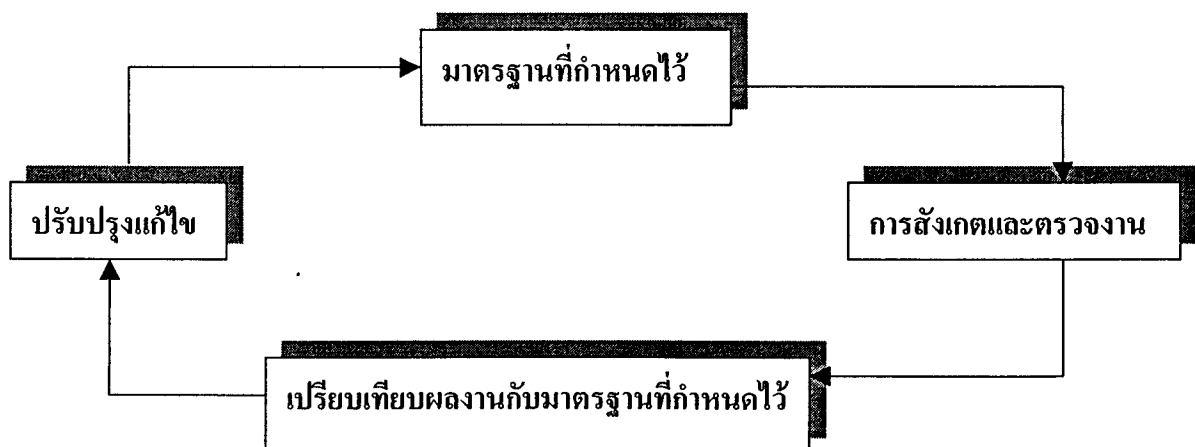 มาตรฐานที่กำหนดไว้
ปรับปรุงแก้ไข
การสังเกตและตรวจงาน
เปรียบเทียบผลงานกับมาตรฐานที่กำหนดไว้